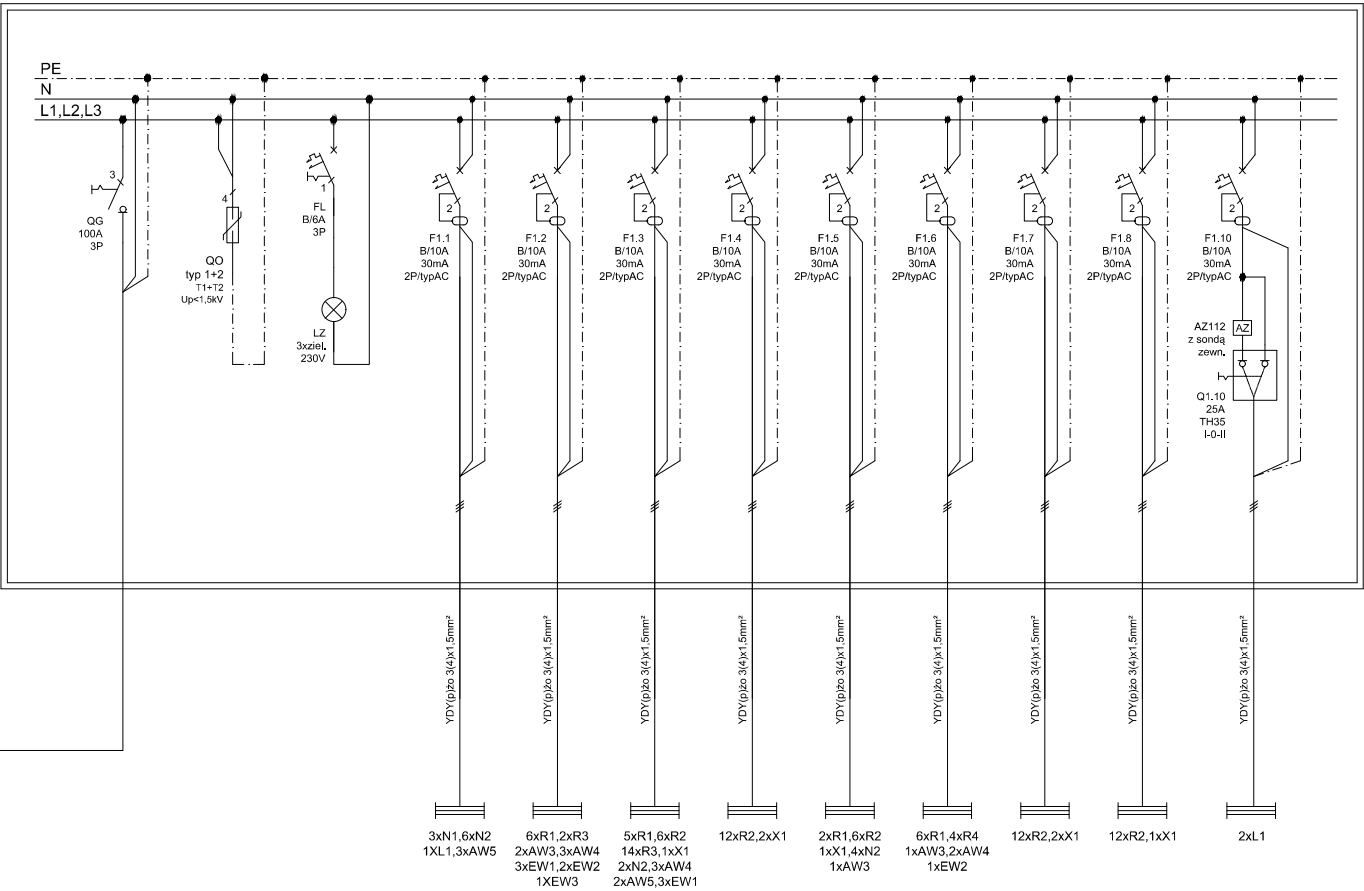 PE
N
L1,L2,L3
3
QG
100A
3P
4
QO
typ 1+2
T1+T2
Up<1,5kV
1
FL
B/6A
3P
LZ
3xziel.
230V
2
F1.1
B/10A
30mA
2P/typAC
2
F1.2
B/10A
30mA
2P/typAC
2
F1.3
B/10A
30mA
2P/typAC
2
F1.4
B/10A
30mA
2P/typAC
2
F1.5
B/10A
30mA
2P/typAC
2
F1.6
B/10A
30mA
2P/typAC
2
F1.7
B/10A
30mA
2P/typAC
2
F1.8
B/10A
30mA
2P/typAC
2
F1.10
B/10A
30mA
2P/typAC
AZ112
z sondą
zewn.
AZ
Q1.10
25A
TH35
I-0-II
YDY(p)żo 3(4)x1,5mm²
YDY(p)żo 3(4)x1,5mm²
YDY(p)żo 3(4)x1,5mm²
YDY(p)żo 3(4)x1,5mm²
YDY(p)żo 3(4)x1,5mm²
YDY(p)żo 3(4)x1,5mm²
YDY(p)żo 3(4)x1,5mm²
YDY(p)żo 3(4)x1,5mm²
YDY(p)żo 3(4)x1,5mm²
3xN1,6xN2
1XL1,3xAW5
6xR1,2xR3
2xAW3,3xAW4
3xEW1,2xEW2
1XEW3
5xR1,6xR2
14xR3,1xX1
2xN2,3xAW4
2xAW5,3xEW1
12xR2,2xX1
2xR1,6xR2
1xX1,4xN2
1xAW3
6xR1,4xR4
1xAW3,2xAW4
1xEW2
12xR2,2xX1
12xR2,1xX1
2xL1